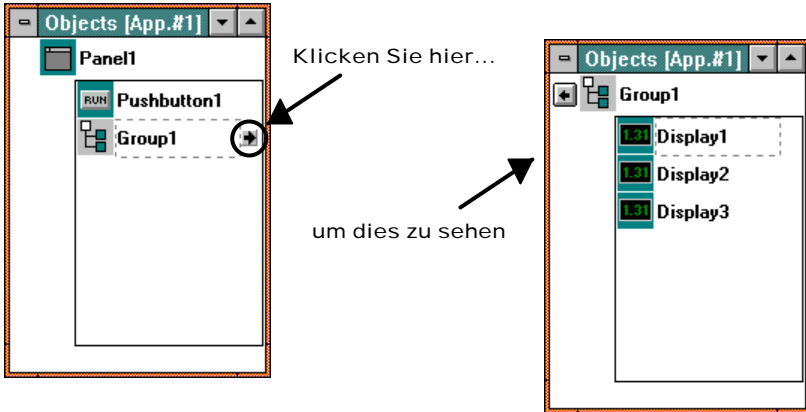 Objects [App.#1]
Panel1
RUN Pushbutton1
Group1
Klicken Sie hier...
um dies zu sehen
Objects [App.#1]
Group1
1.31 Display1
1.31 Display2
1.31 Display3